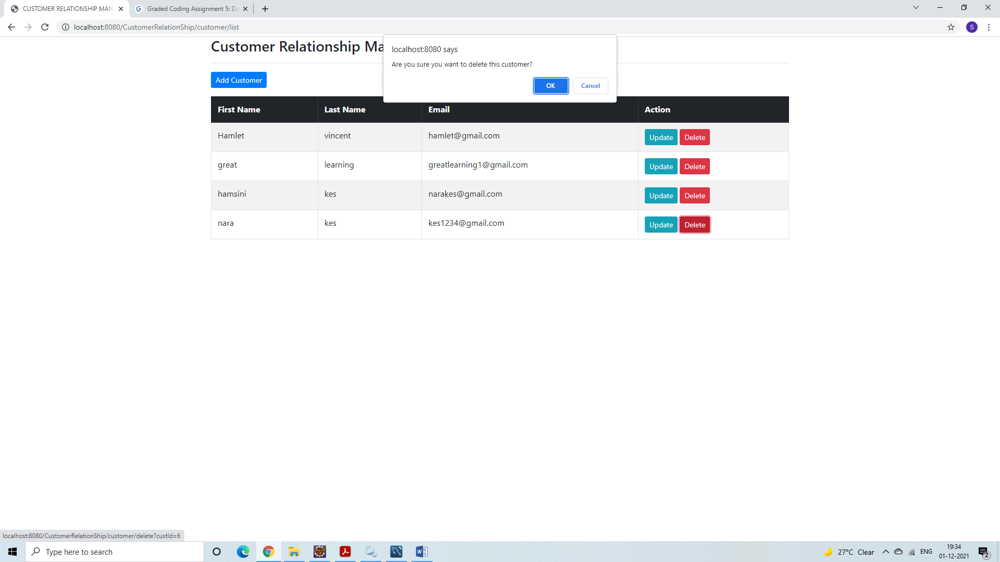 CUSTOMER RELATIONSHIP MAN
Graded Coding Assignment 5: Da
localhost:8080/CustomerRelationShip/customer/list
S
Customer Relationship Ma
localhost:8080 says
Are you sure you want to delete this customer?
OK Cancel
Add Customer
First Name Last Name Email Action
Hamlet vincent hamlet@gmail.com Update Delete
great learning greatlearning1@gmail.com Update Delete
hamsini kes narakes@gmail.com Update Delete
nara kes kes1234@gmail.com Update Delete
localhost:8080/CustomerRelationShip/customer/delete?custId=6
Type here to search
27°C Clear
ENG
19:34
01-12-2021
2